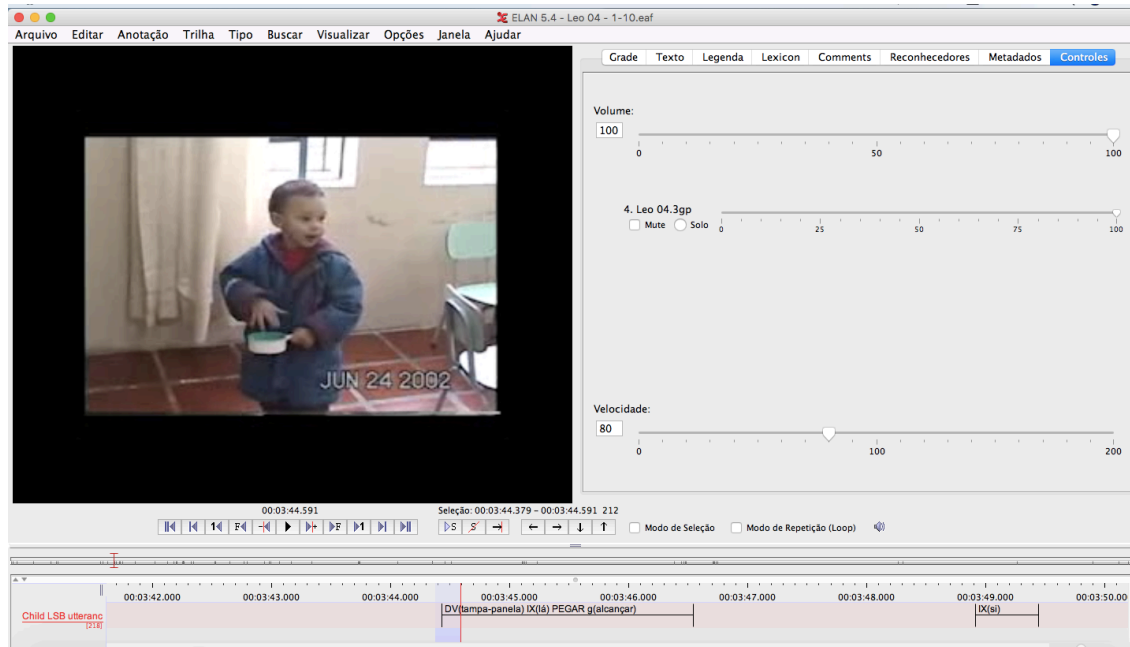 ELAN 5.4 - Leo 04 - 1-10.eaf
Arquivo Editar Anotação Trilha Tipo Buscar Visualizar Opções Janela Ajudar
Grade Texto Legenda Lexicon Comments Reconhecedores Metadados Controles
Volume:
100
0 50 100
4. Leo 04.3gp
Mute Solo 0 25 50 75 100
JUN 24 2002
Velocidade:
80
0 100 200
00:03:44.591 Seleção: 00:03:44.379 - 00:03:44.591 212
1 F F 1 S S Modo de Seleção Modo de Repetição (Loop)
00:03:42.000 00:03:43.000 00:03:44.000 00:03:45.000 00:03:46.000 00:03:47.000 00:03:48.000 00:03:49.000 00:03:50.00
DV(tampa-panela) IX(lá) PEGAR g(alcançar) IX(si)
Child LSB utteranc
[218]